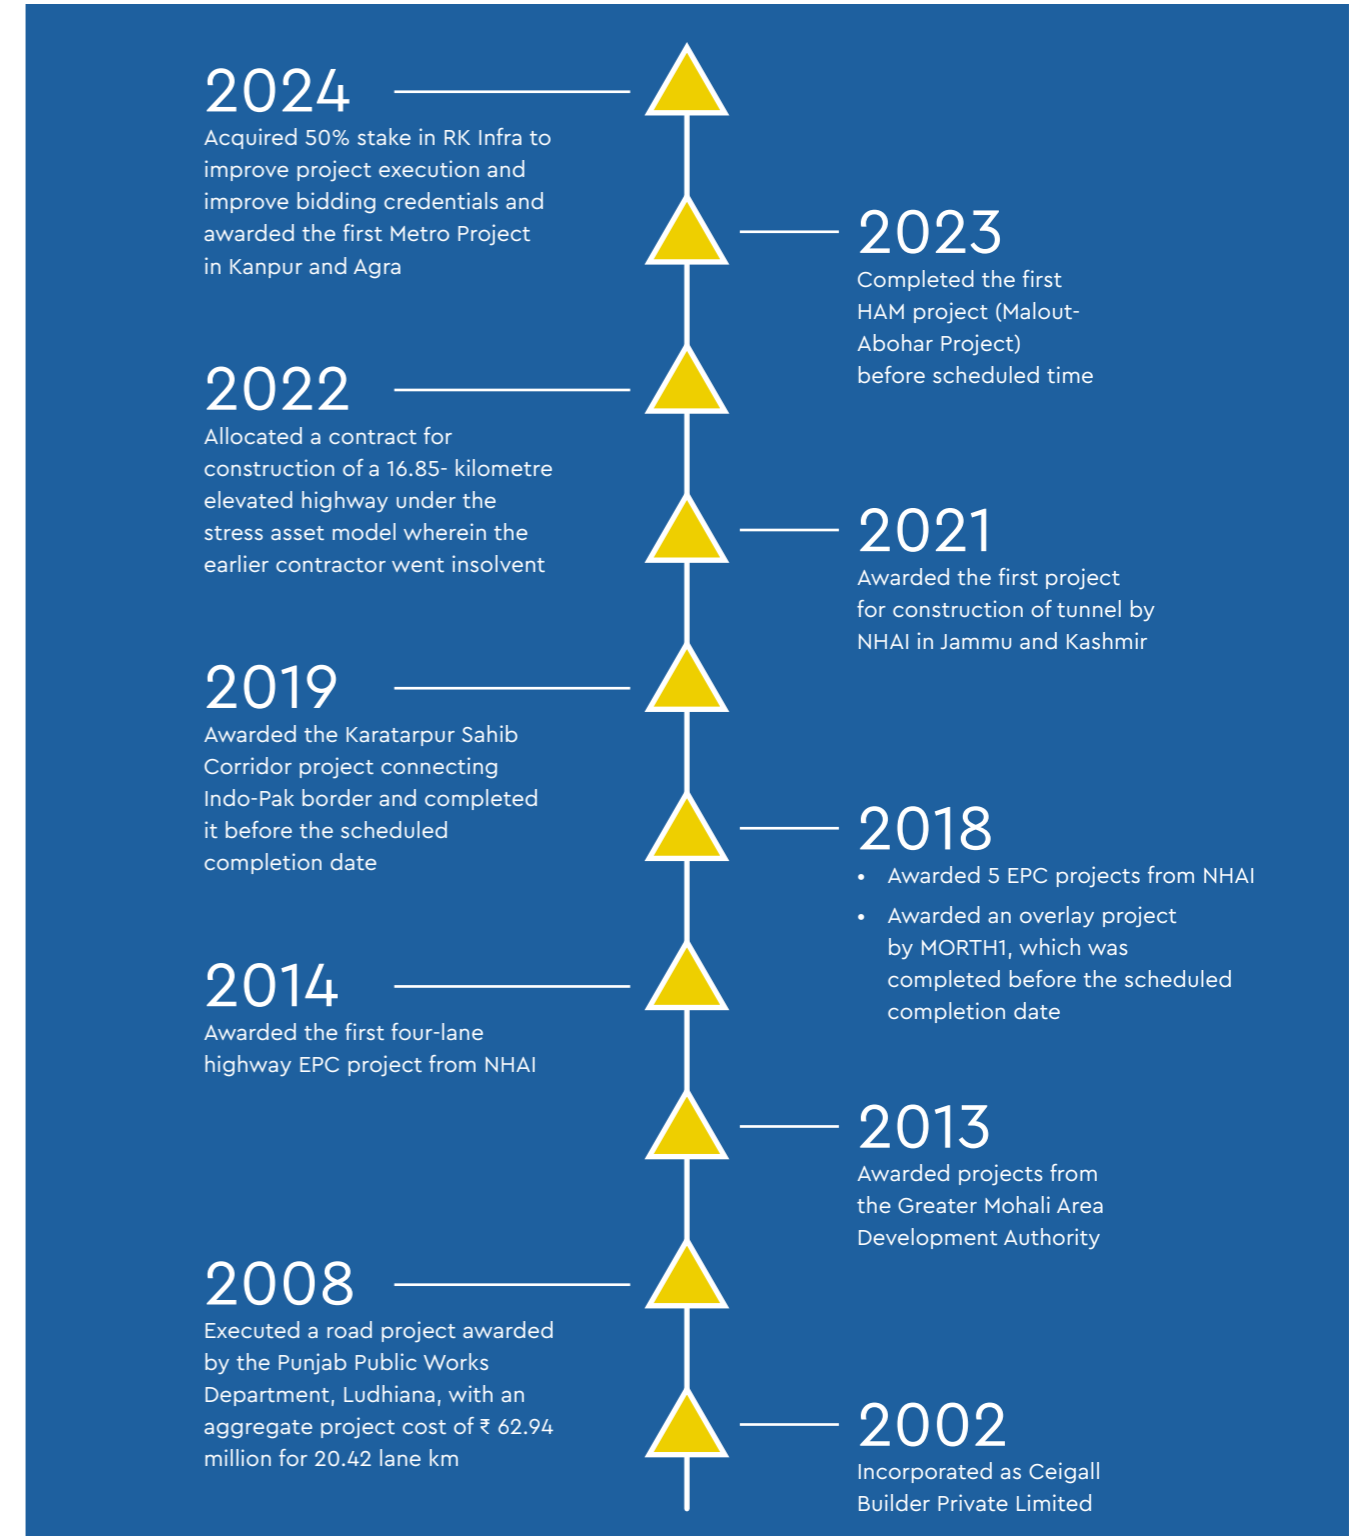 2024
Acquired 50% stake in RK Infra to
improve project execution and
improve bidding credentials and
awarded the first Metro Project
in Kanpur and Agra
2023
Completed the first
HAM project (Malout-
Abohar Project)
before scheduled time
2022
Allocated a contract for
construction of a 16.85- kilometre
elevated highway under the
stress asset model wherein the
earlier contractor went insolvent
2021
Awarded the first project
for construction of tunnel by
NHAI in Jammu and Kashmir
2019
Awarded the Karatarpur Sahib
Corridor project connecting
Indo-Pak border and completed
it before the scheduled
completion date
2018
• Awarded 5 EPC projects from NHAI
• Awarded an overlay project
by MORTH1, which was
completed before the scheduled
completion date
2014
Awarded the first four-lane
highway EPC project from NHAI
2013
Awarded projects from
the Greater Mohali Area
Development Authority
2008
Executed a road project awarded
by the Punjab Public Works
Department, Ludhiana, with an
aggregate project cost of ₹ 62.94
million for 20.42 lane km
2002
Incorporated as Ceigall
Builder Private Limited